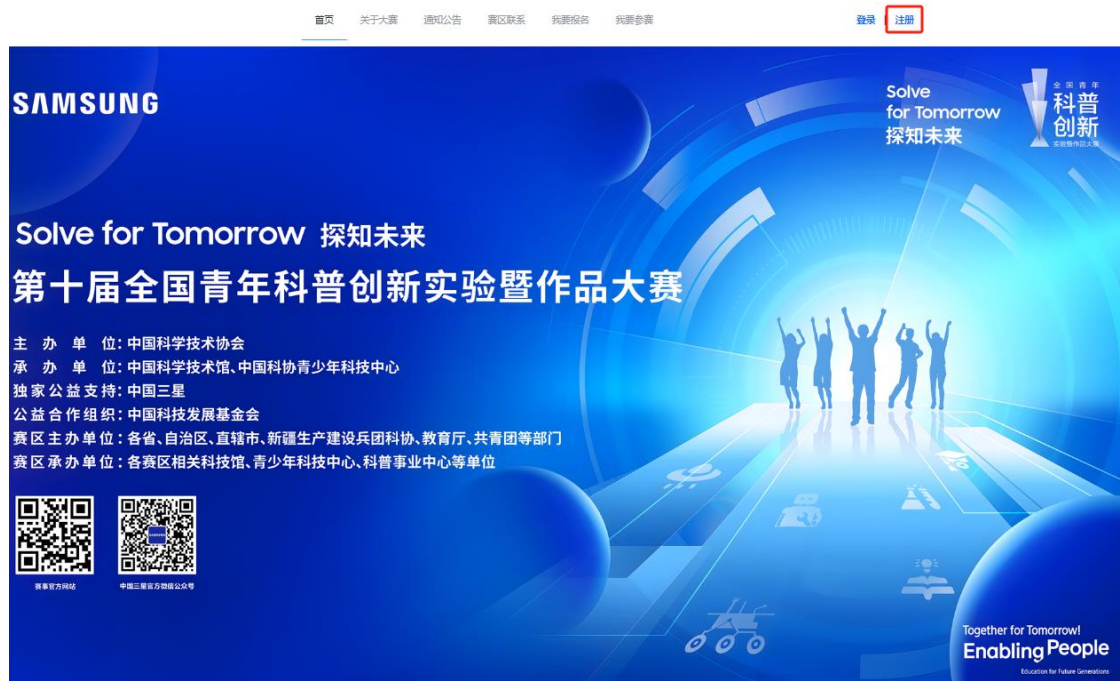 首页 关于大赛 通知公告 赛区联系 我要报名 我要参赛 登录 | 注册
SAMSUNG
Solve
for Tomorrow
探知未来
全国青年
科普
创新
实验暨作品大赛
Solve for Tomorrow 探知未来
第十届全国青年科普创新实验暨作品大赛
主办单位:中国科学技术协会
承办单位:中国科学技术馆、中国科协青少年科技中心
独家公益支持:中国三星
公益合作组织:中国科技发展基金会
赛区主办单位:各省、自治区、直辖市、新疆生产建设兵团科协、教育厅、共青团等部门
赛区承办单位:各赛区相关科技馆、青少年科技中心、科普事业中心等单位
SAMSUNG
赛事官方网站 中国三星官方微信公众号
Together for Tomorrow!
Enabling People
Education for Future Generations